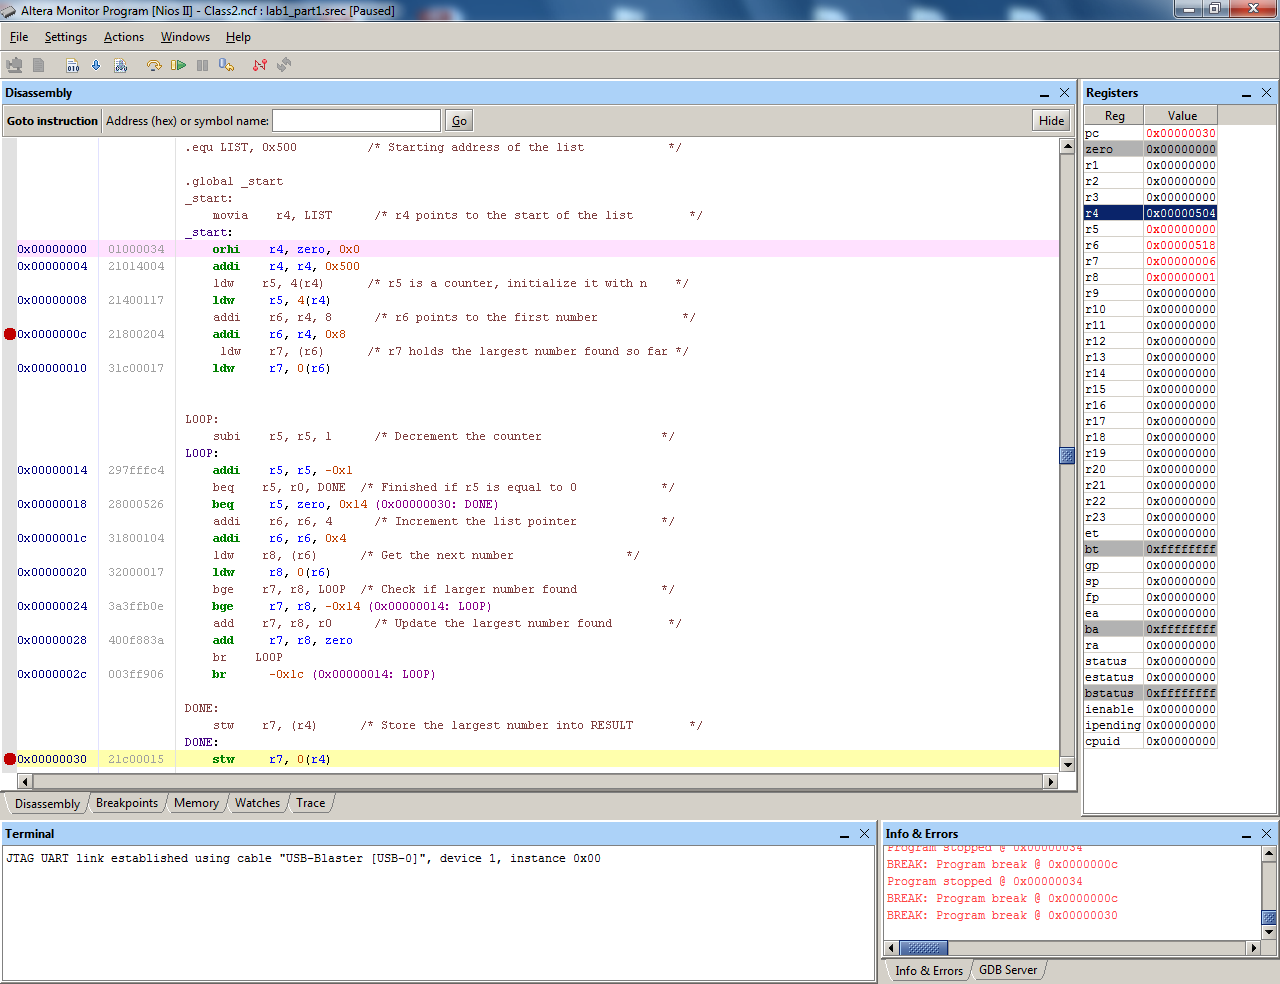 Altera Monitor Program [Nios II] - Class2.ncf : lab1_part1.srec [Paused]
File Settings Actions Windows Help
Disassembly
Goto instruction Address (hex) or symbol name: Go Hide
.equ LIST, 0x500 /* Starting address of the list */
.global _start
_start:
movia r4, LIST /* r4 points to the start of the list */
_start:
0x00000000 01000034 orhi r4, zero, 0x0
0x00000004 21014004 addi r4, r4, 0x500
ldw r5, 4(r4) /* r5 is a counter, initialize it with n */
0x00000008 21400117 ldw r5, 4(r4)
addi r6, r4, 8 /* r6 points to the first number */
0x0000000c 21800204 addi r6, r4, 0x8
ldw r7, (r6) /* r7 holds the largest number found so far */
0x00000010 31c00017 ldw r7, 0(r6)
LOOP:
subi r5, r5, 1 /* Decrement the counter */
LOOP:
0x00000014 297fffc4 addi r5, r5, -0x1
beq r5, r0, DONE /* Finished if r5 is equal to 0 */
0x00000018 28000526 beq r5, zero, 0x14 (0x00000030: DONE)
addi r6, r6, 4 /* Increment the list pointer */
0x0000001c 31800104 addi r6, r6, 0x4
ldw r8, (r6) /* Get the next number */
0x00000020 32000017 ldw r8, 0(r6)
bge r7, r8, LOOP /* Check if larger number found */
0x00000024 3a3ffb0e bge r7, r8, -0x14 (0x00000014: LOOP)
add r7, r8, r0 /* Update the largest number found */
0x00000028 400f883a add r7, r8, zero
br LOOP
0x0000002c 003ff906 br -0x1c (0x00000014: LOOP)
DONE:
stw r7, (r4) /* Store the largest number into RESULT */
DONE:
0x00000030 21c00015 stw r7, 0(r4)
Disassembly Breakpoints Memory Watches Trace
Registers
Reg Value
pc 0x00000030
zero 0x00000000
r1 0x00000000
r2 0x00000000
r3 0x00000000
r4 0x00000504
r5 0x00000000
r6 0x00000518
r7 0x00000006
r8 0x00000001
r9 0x00000000
r10 0x00000000
r11 0x00000000
r12 0x00000000
r13 0x00000000
r14 0x00000000
r15 0x00000000
r16 0x00000000
r17 0x00000000
r18 0x00000000
r19 0x00000000
r20 0x00000000
r21 0x00000000
r22 0x00000000
r23 0x00000000
et 0x00000000
bt 0xffffffff
gp 0x00000000
sp 0x00000000
fp 0x00000000
ea 0x00000000
ba 0xffffffff
ra 0x00000000
status 0x00000000
estatus 0x00000000
bstatus 0xffffffff
ienable 0x00000000
ipending 0x00000000
cpuid 0x00000000
Terminal
JTAG UART link established using cable "USB-Blaster [USB-0]", device 1, instance 0x00
Info & Errors
Program stopped @ 0x00000034
BREAK: Program break @ 0x0000000c
Program stopped @ 0x00000034
BREAK: Program break @ 0x0000000c
BREAK: Program break @ 0x00000030
Info & Errors GDB Server